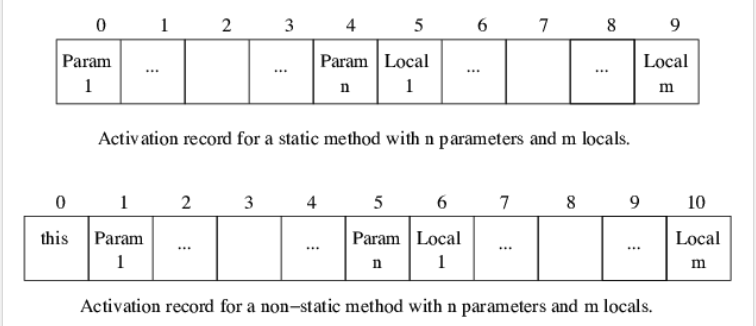 0 1 2 3 4 5 6 7 8 9
Param ... ... Param Local ... ... Local
1 n 1 m
Activation record for a static method with n parameters and m locals.
0 1 2 3 4 5 6 7 8 9 10
this Param ... ... Param Local ... ... Local
1 n 1 m
Activation record for a non−static method with n parameters and m locals.